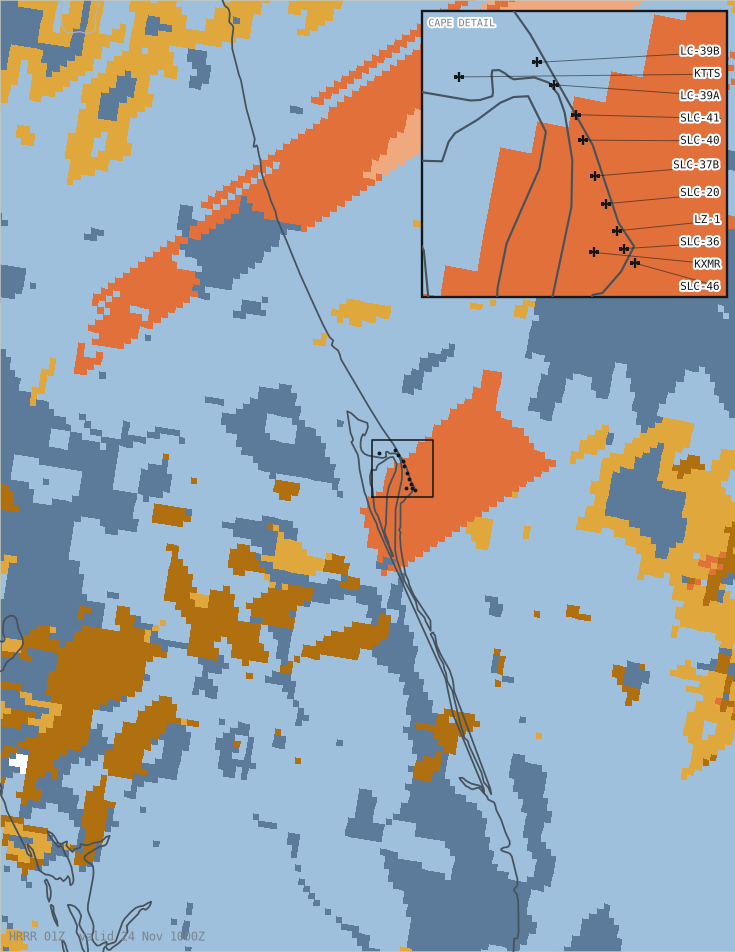 CAPE DETAIL
LC-39B
KTTS
LC-39A
SLC-41
SLC-40
SLC-37B
SLC-20
LZ-1
SLC-36
KXMR
SLC-46
HRRR 01Z valid 24 Nov 1000Z